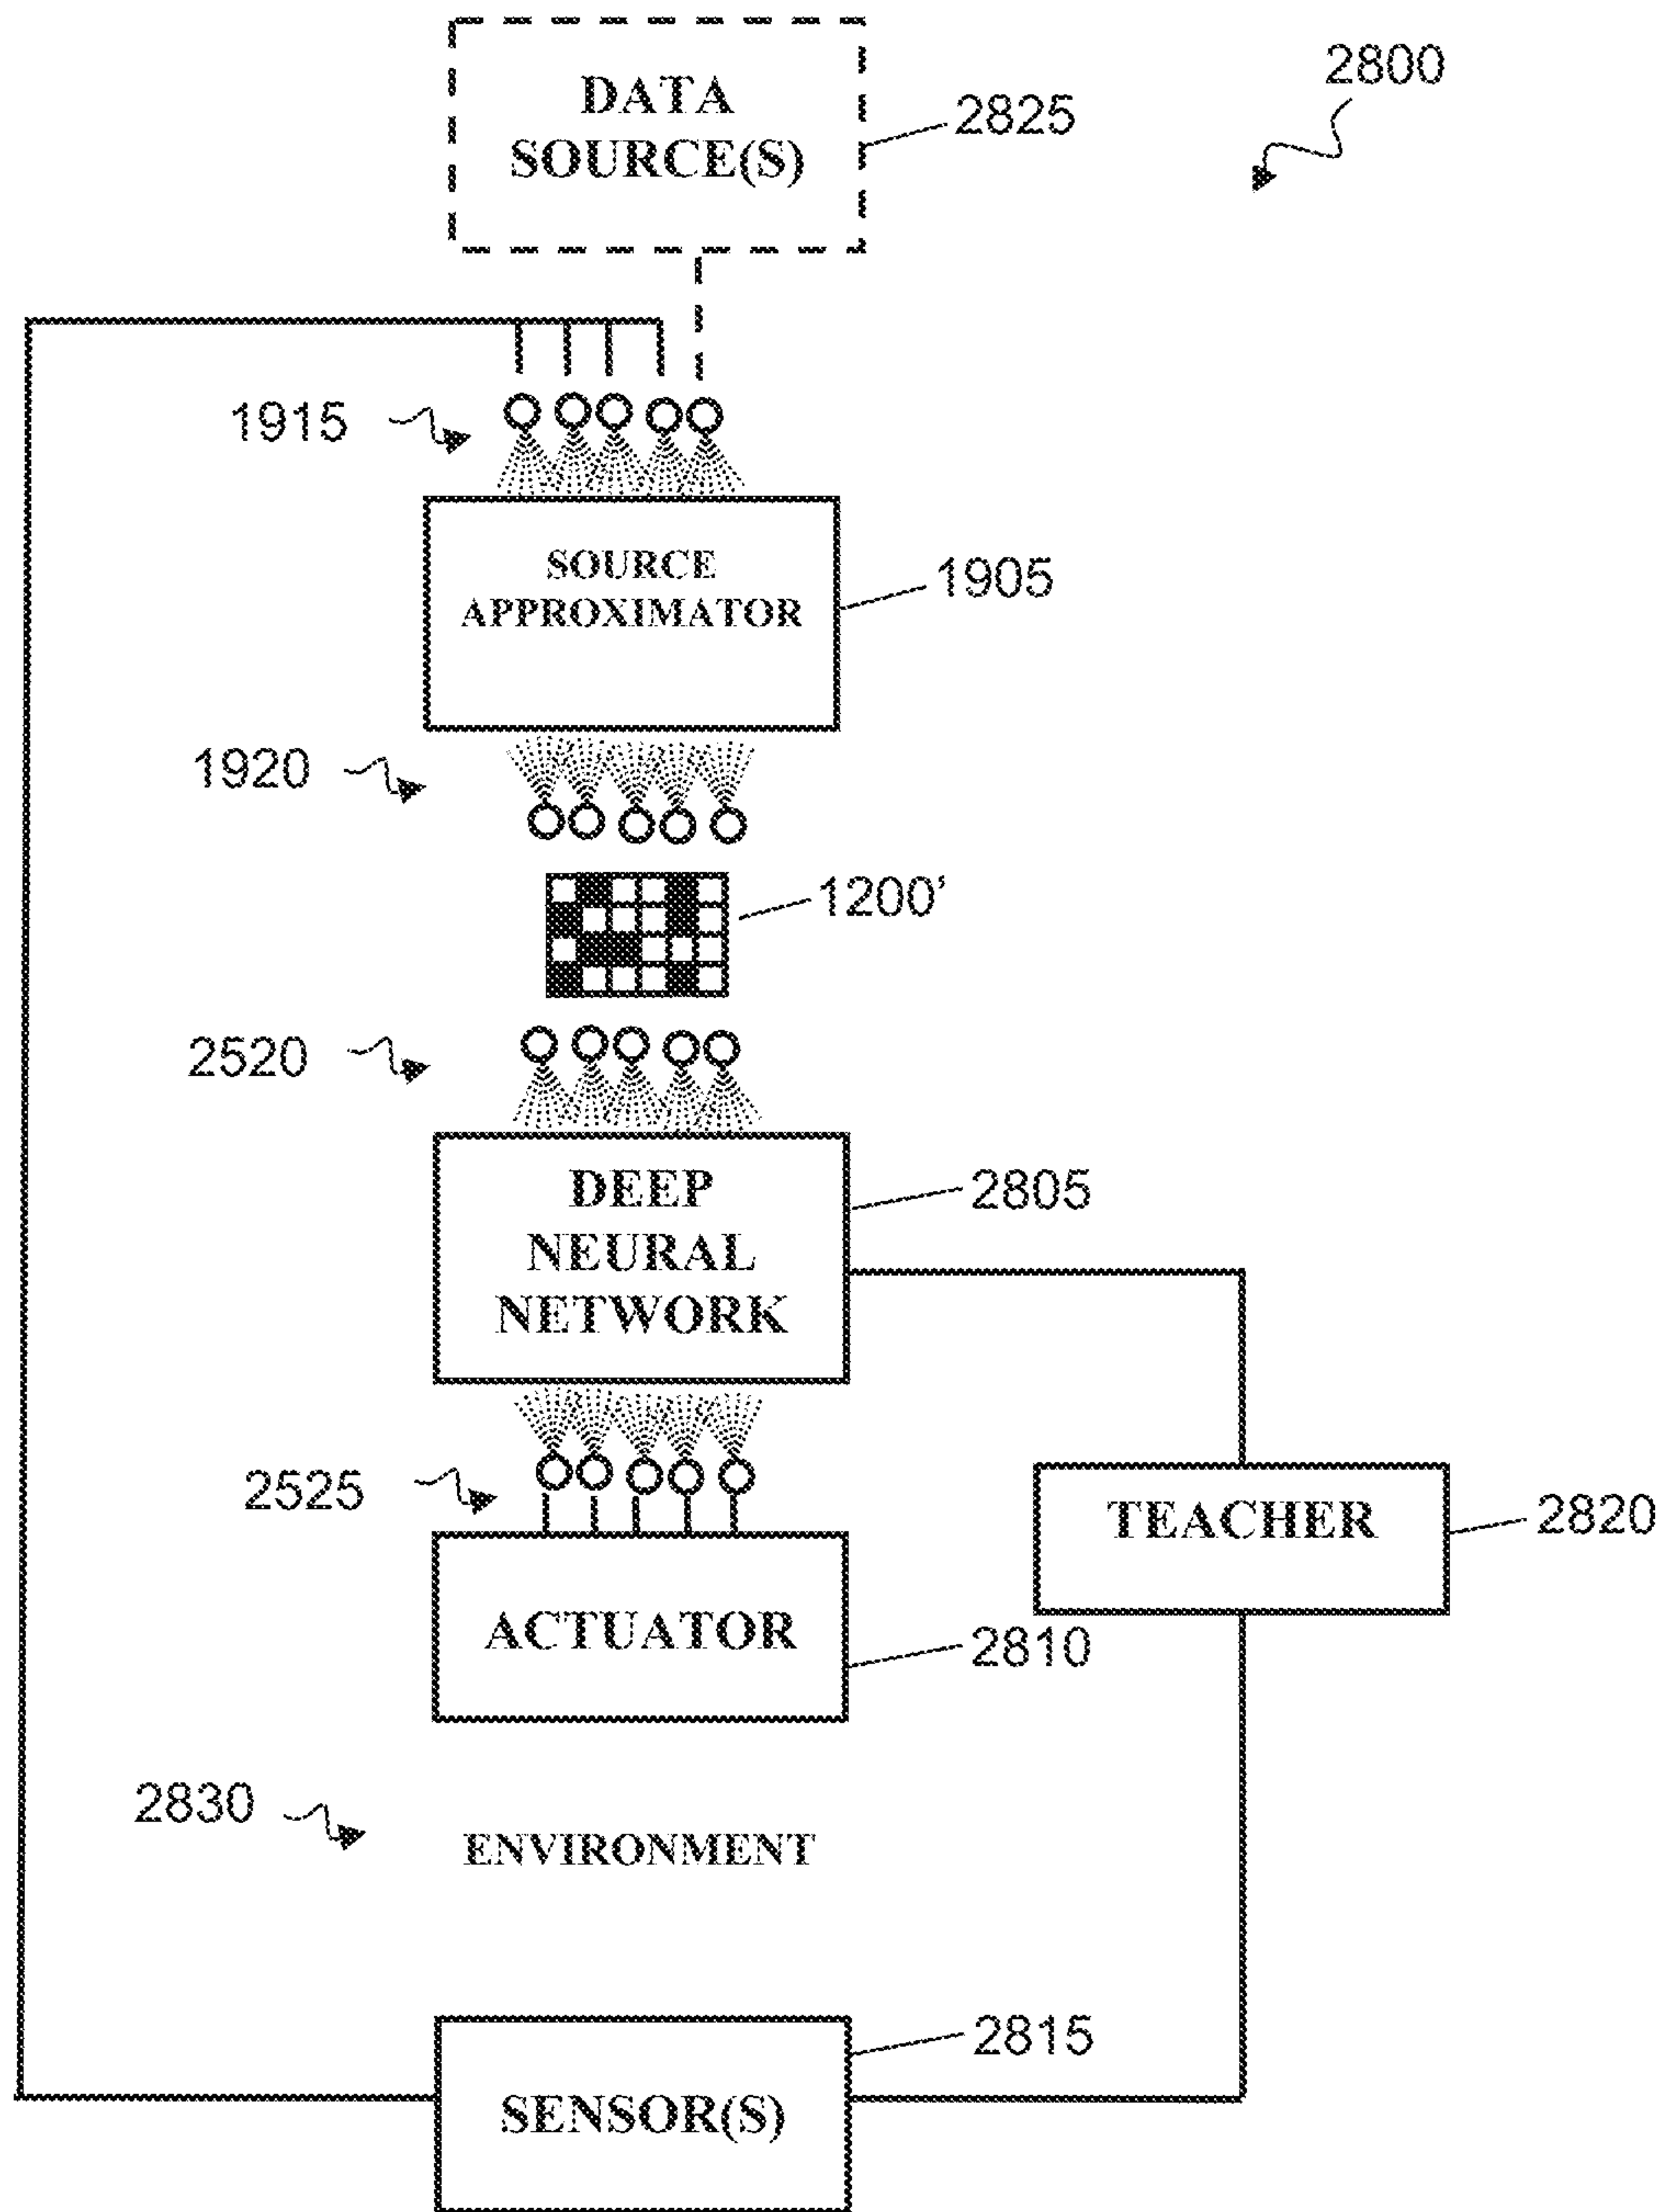 2800
DATA
SOURCE(S)
2825
1915
SOURCE
APPROXIMATOR
1905
1920
1200’
2520
DEEP
NEURAL
NETWORK
2805
2525
TEACHER
2820
ACTUATOR
2810
2830
ENVIRONMENT
2815
SENSOR(S)